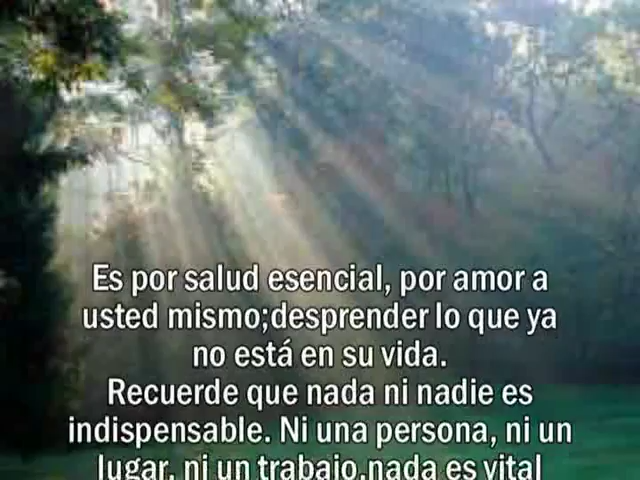 Es por salud esencial, por amor a
usted mismo;desprender lo que ya
no está en su vida.
Recuerde que nada ni nadie es
indispensable. Ni una persona, ni un
lugar, ni un trabajo,nada es vital